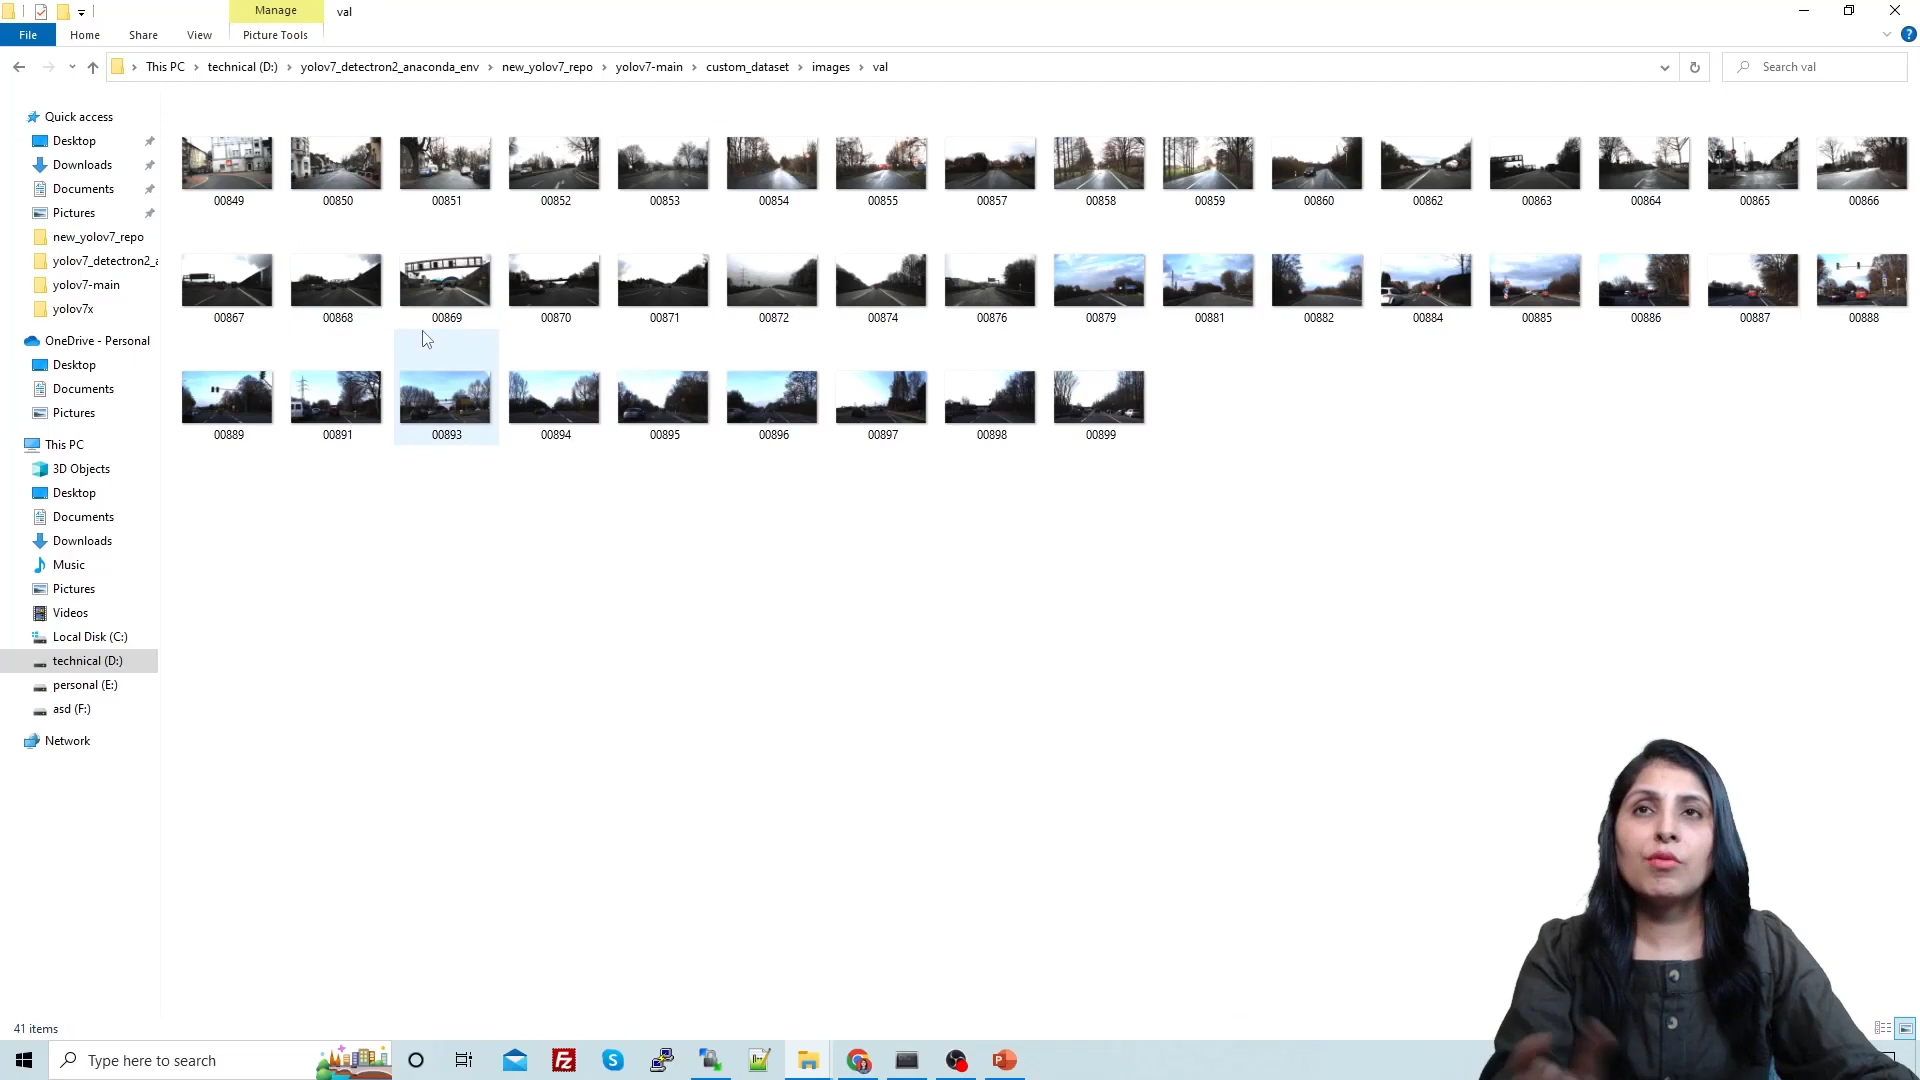 Manage
val
File
Home
Share
View
Picture Tools
This PC
technical (D:)
yolov7_detectron2_anaconda_env
new_yolov7_repo
yolov7-main
custom_dataset
images
val
Search val
Quick access
Desktop
Downloads
Documents
Pictures
new_yolov7_repo
yolov7_detectron2_a
yolov7-main
yolov7x
OneDrive - Personal
Desktop
Documents
Pictures
This PC
3D Objects
Desktop
Documents
Downloads
Music
Pictures
Videos
Local Disk (C:)
technical (D:)
personal (E:)
asd (F:)
Network
00849 00850 00851 00852 00853 00854 00855 00857 00858 00859 00860 00862 00863 00864 00865 00866
00867 00868 00869 00870 00871 00872 00874 00876 00879 00881 00882 00884 00885 00886 00887 00888
00889 00891 00893 00894 00895 00896 00897 00898 00899
41 items
Type here to search